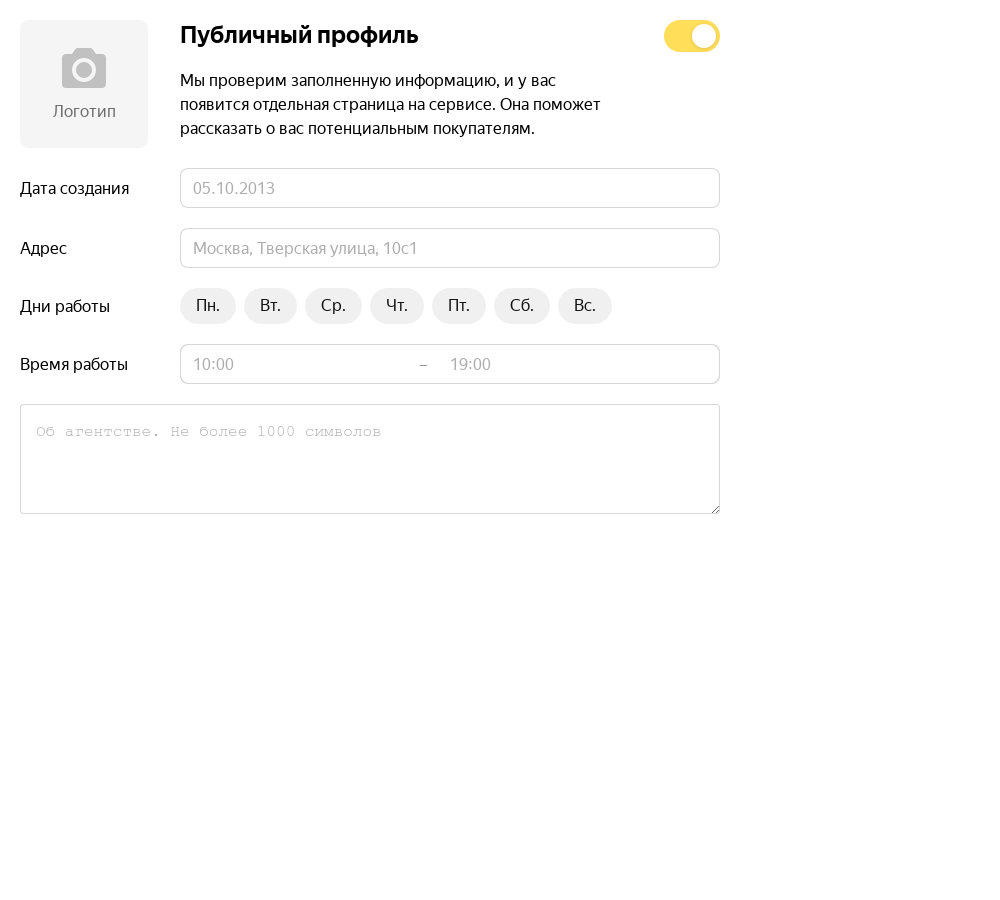 Логотип
Публичный профиль
Мы проверим заполненную информацию, и у вас
появится отдельная страница на сервисе. Она поможет
рассказать о вас потенциальным покупателям.
Дата создания 05.10.2013
Адрес Москва, Тверская улица, 10с1
Дни работы Пн. Вт. Ср. Чт. Пт. Сб. Вс.
Время работы 10:00 – 19:00
Об агентстве. Не более 1000 символов